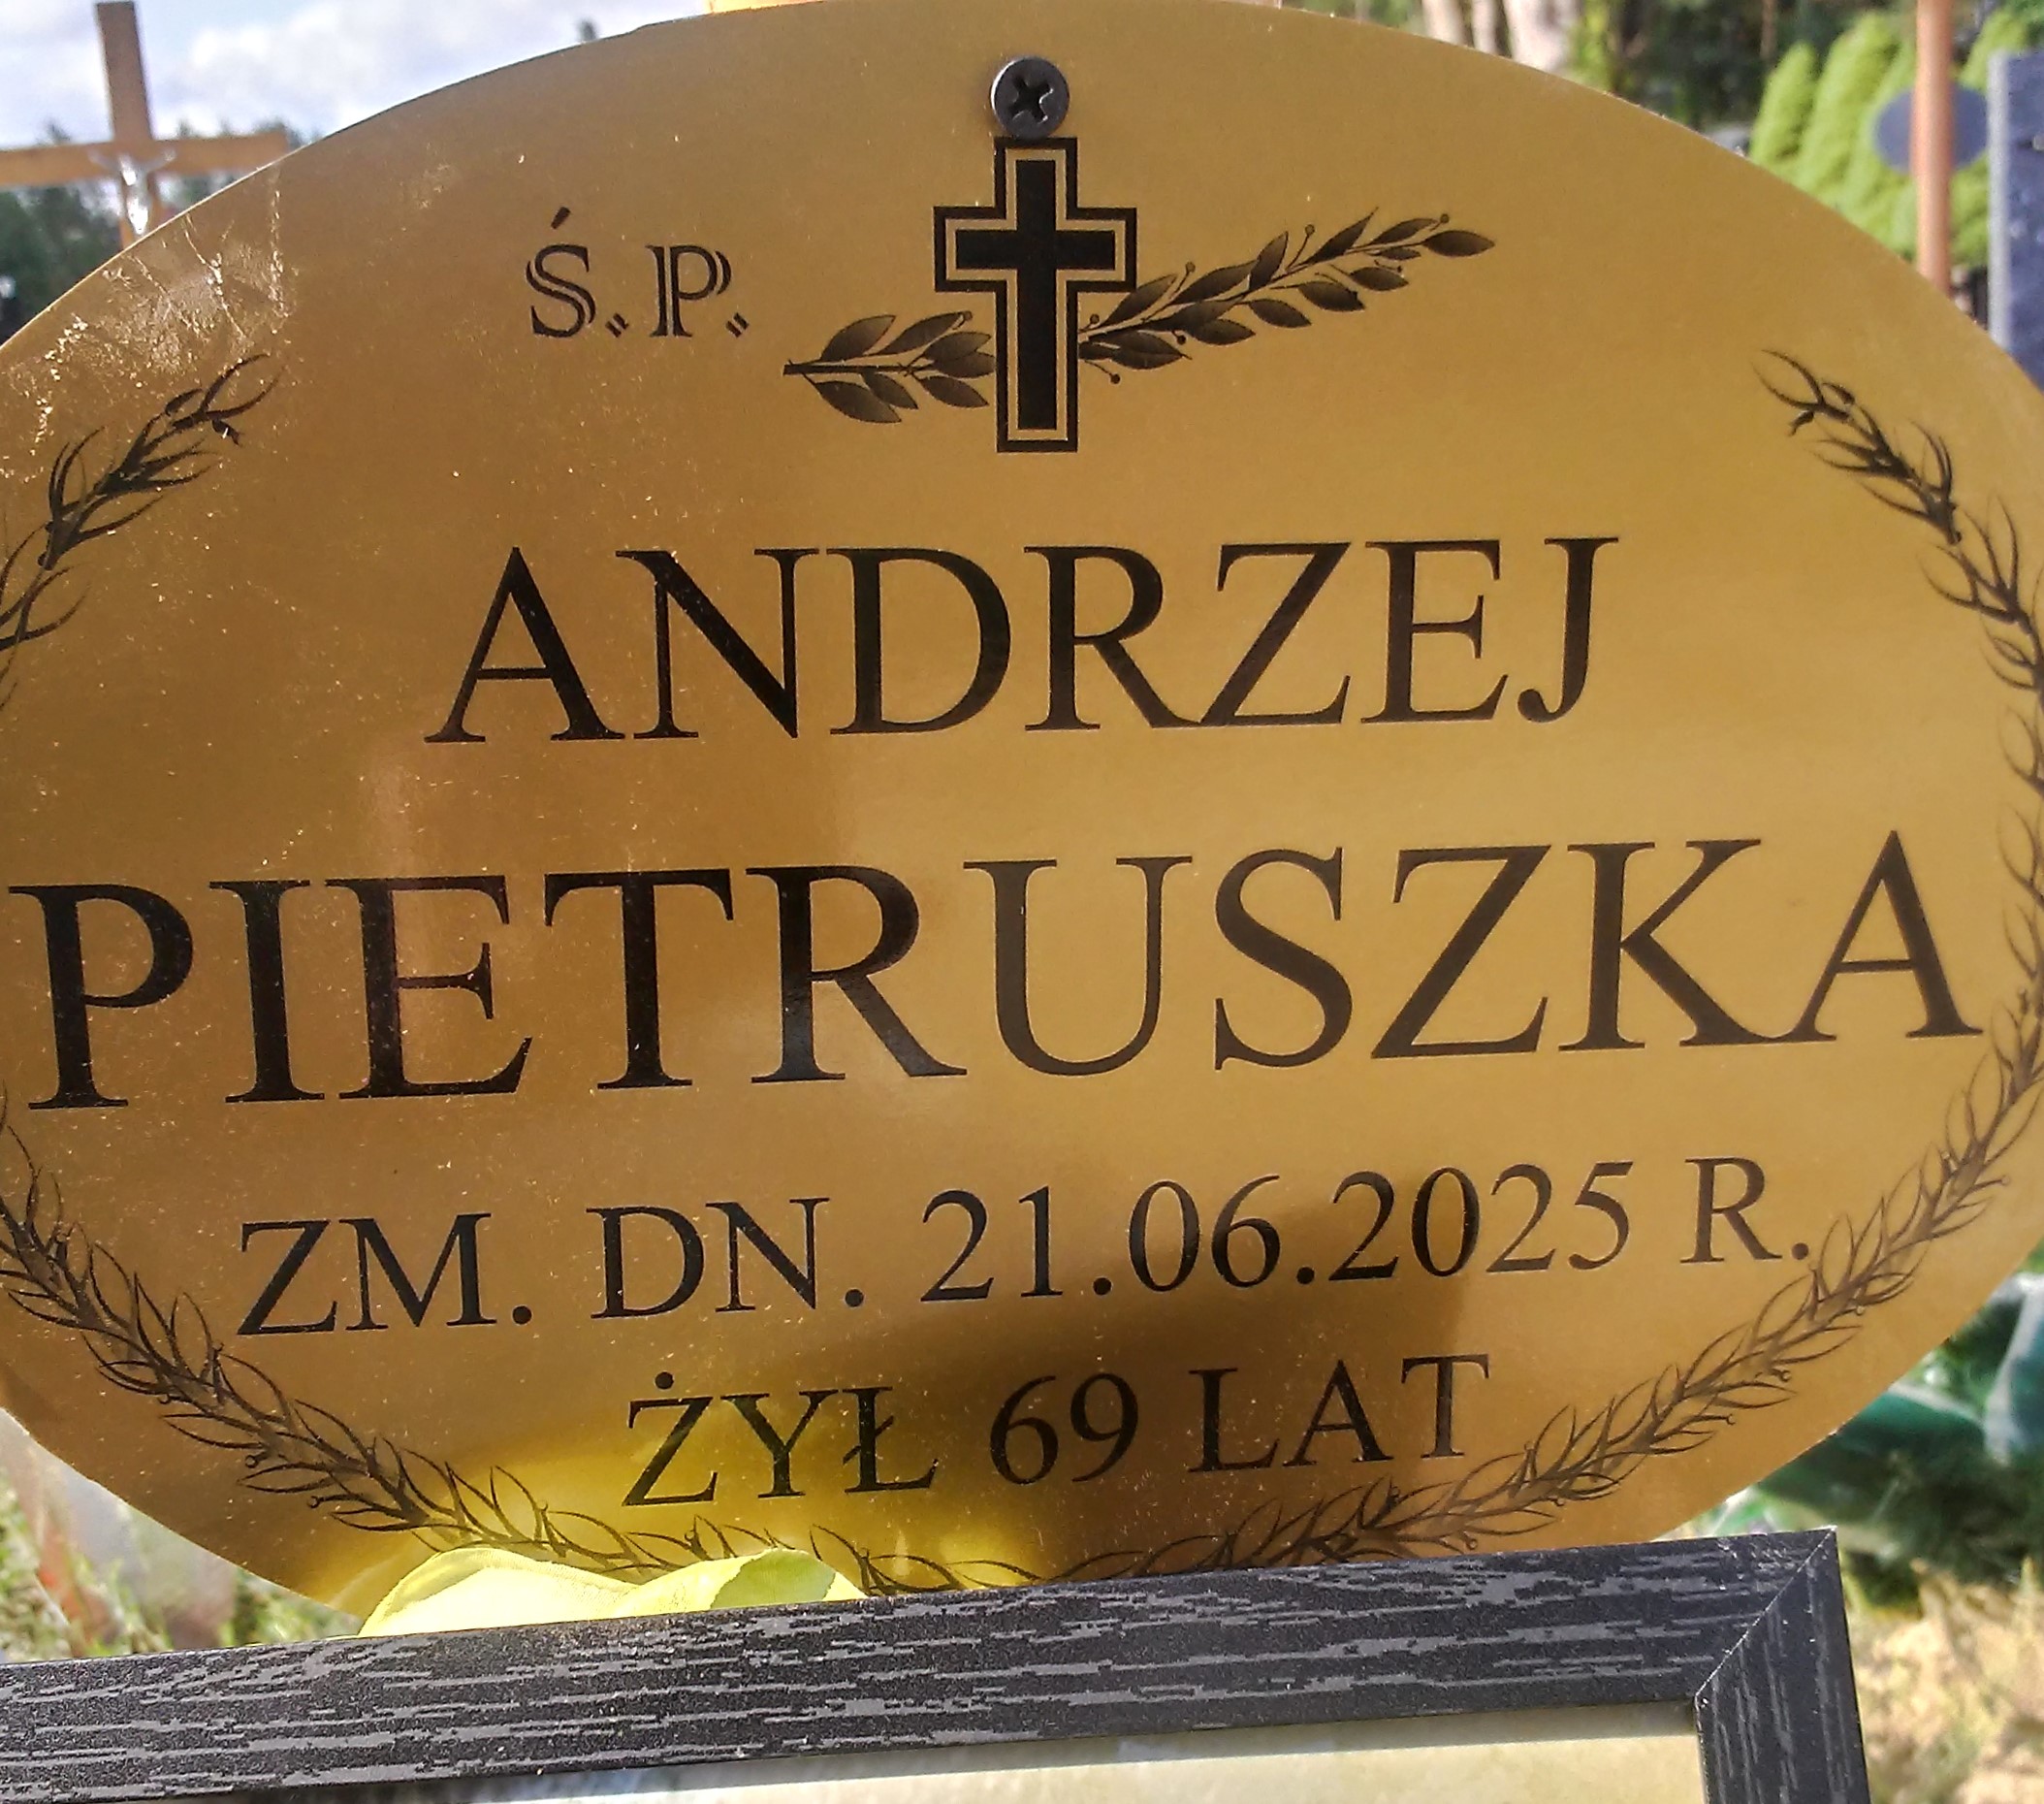 Ś.P.
ANDRZEJ
PIETRUSZKA
ZM. DN. 21.06.2025 R.
ŻYŁ 69 LAT